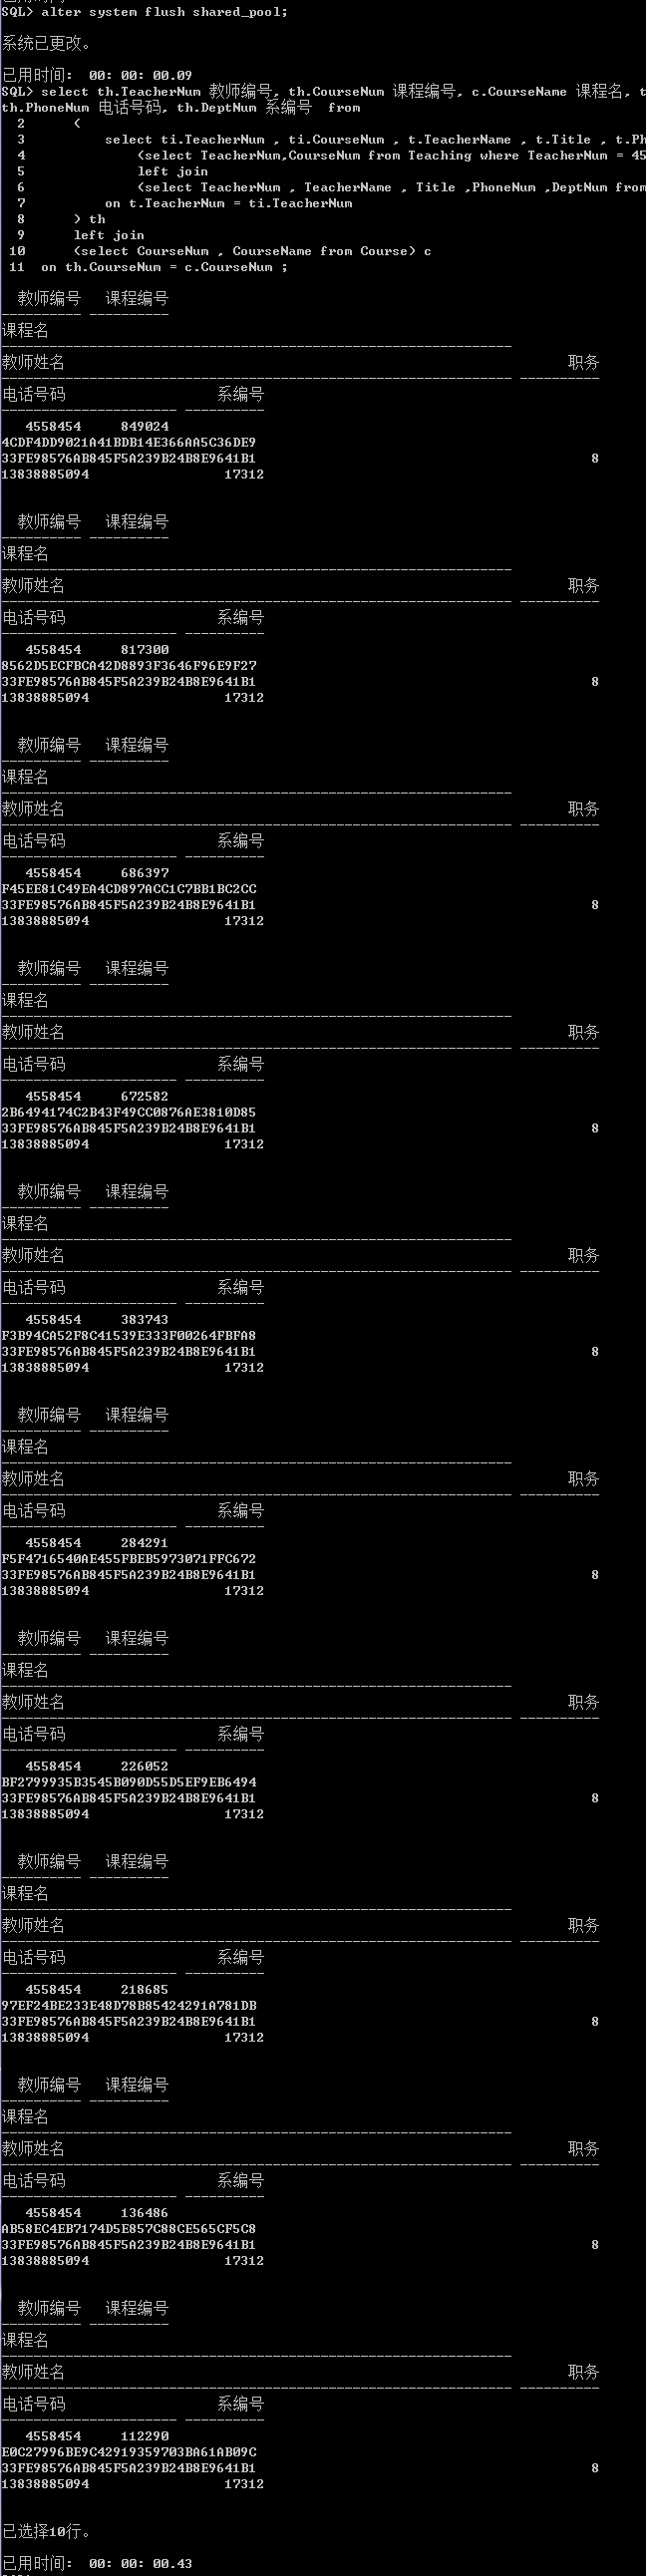 SQL> alter system flush shared_pool;
系统已更改。
已用时间:  00: 00: 00.09
SQL> select th.TeacherNum 教师编号, th.CourseNum 课程编号, c.CourseName 课程名, t
th.PhoneNum 电话号码, th.DeptNum 系编号  from
2      (
3          select ti.TeacherNum , ti.CourseNum , t.TeacherName , t.Title , t.Ph
4              (select TeacherNum,CourseNum from Teaching where TeacherNum = 45
5              left join
6              (select TeacherNum , TeacherName , Title ,PhoneNum ,DeptNum from
7          on t.TeacherNum = ti.TeacherNum
8      ) th
9      left join
10      (select CourseNum , CourseName from Course) c
11  on th.CourseNum = c.CourseNum ;
教师编号   课程编号
---------- ----------
课程名
----------------------------------------------------------------
教师姓名                                                               职务
---------------------------------------------------------------- ----------
电话号码                   系编号
---------------------- ----------
4558454     849024
4CDF4DD9021A41BDB14E366AA5C36DE9
33FE98576AB845F5A239B24B8E9641B1                                          8
13838885094                 17312
教师编号   课程编号
---------- ----------
课程名
----------------------------------------------------------------
教师姓名                                                               职务
---------------------------------------------------------------- ----------
电话号码                   系编号
---------------------- ----------
4558454     817300
8562D5ECFBCA42D8893F3646F96E9F27
33FE98576AB845F5A239B24B8E9641B1                                          8
13838885094                 17312
教师编号   课程编号
---------- ----------
课程名
----------------------------------------------------------------
教师姓名                                                               职务
---------------------------------------------------------------- ----------
电话号码                   系编号
---------------------- ----------
4558454     686397
F45EE81C49EA4CD897ACC1C7BB1BC2CC
33FE98576AB845F5A239B24B8E9641B1                                          8
13838885094                 17312
教师编号   课程编号
---------- ----------
课程名
----------------------------------------------------------------
教师姓名                                                               职务
---------------------------------------------------------------- ----------
电话号码                   系编号
---------------------- ----------
4558454     672582
2B6494174C2B43F49CC0876AE3810D85
33FE98576AB845F5A239B24B8E9641B1                                          8
13838885094                 17312
教师编号   课程编号
---------- ----------
课程名
----------------------------------------------------------------
教师姓名                                                               职务
---------------------------------------------------------------- ----------
电话号码                   系编号
---------------------- ----------
4558454     383743
F3B94CA52F8C41539E333F00264FBFA8
33FE98576AB845F5A239B24B8E9641B1                                          8
13838885094                 17312
教师编号   课程编号
---------- ----------
课程名
----------------------------------------------------------------
教师姓名                                                               职务
---------------------------------------------------------------- ----------
电话号码                   系编号
---------------------- ----------
4558454     284291
F5F4716540AE455FBEB5973071FFC672
33FE98576AB845F5A239B24B8E9641B1                                          8
13838885094                 17312
教师编号   课程编号
---------- ----------
课程名
----------------------------------------------------------------
教师姓名                                                               职务
---------------------------------------------------------------- ----------
电话号码                   系编号
---------------------- ----------
4558454     226052
BF2799935B3545B090D55D5EF9EB6494
33FE98576AB845F5A239B24B8E9641B1                                          8
13838885094                 17312
教师编号   课程编号
---------- ----------
课程名
----------------------------------------------------------------
教师姓名                                                               职务
---------------------------------------------------------------- ----------
电话号码                   系编号
---------------------- ----------
4558454     218685
97EF24BE233E48D78B85424291A781DB
33FE98576AB845F5A239B24B8E9641B1                                          8
13838885094                 17312
教师编号   课程编号
---------- ----------
课程名
----------------------------------------------------------------
教师姓名                                                               职务
---------------------------------------------------------------- ----------
电话号码                   系编号
---------------------- ----------
4558454     136486
AB58EC4EB7174D5E857C88CE565CF5C8
33FE98576AB845F5A239B24B8E9641B1                                          8
13838885094                 17312
教师编号   课程编号
---------- ----------
课程名
----------------------------------------------------------------
教师姓名                                                               职务
---------------------------------------------------------------- ----------
电话号码                   系编号
---------------------- ----------
4558454     112290
E0C27996BE9C42919359703BA61AB09C
33FE98576AB845F5A239B24B8E9641B1                                          8
13838885094                 17312
已选择10行。
已用时间:  00: 00: 00.43